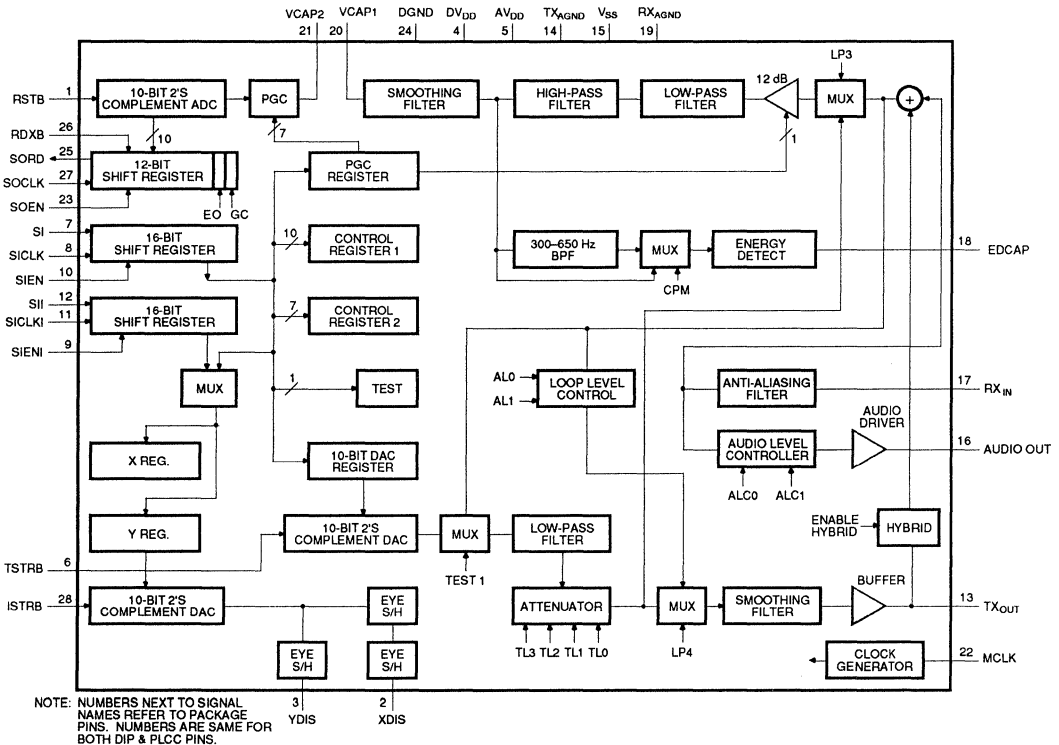 VCAP2 VCAP1 DGND DVDD AVDD TXAGND VSS RXAGND
21 20 24 4 5 14 15 19
LP3
12 dB
RSTB 1
10-BIT 2'S
COMPLEMENT ADC
PGC
SMOOTHING
FILTER
HIGH-PASS
FILTER
LOW-PASS
FILTER
MUX
+
RDXB 26
10
7
1
SORD 25
12-BIT
SHIFT REGISTER
PGC
REGISTER
SOCLK 27
SOEN 23
EO GC
SI 7
16-BIT
SHIFT REGISTER
SICLK 8
SIEN 10
10
CONTROL
REGISTER 1
300–650 Hz
BPF
MUX
CPM
ENERGY
DETECT
18 EDCAP
SII 12
16-BIT
SHIFT REGISTER
SICLKI 11
SIENI 9
7
CONTROL
REGISTER 2
MUX
1
TEST
AL0
AL1
LOOP LEVEL
CONTROL
ANTI-ALIASING
FILTER
17 RXIN
AUDIO
DRIVER
X REG.
10-BIT DAC
REGISTER
AUDIO LEVEL
CONTROLLER
16 AUDIO OUT
ALC0 ALC1
Y REG.
10-BIT 2'S
COMPLEMENT DAC
MUX
LOW-PASS
FILTER
ENABLE
HYBRID
HYBRID
TSTRB 6
TEST 1
ISTRB 28
10-BIT 2'S
COMPLEMENT DAC
EYE
S/H
ATTENUATOR
MUX
SMOOTHING
FILTER
BUFFER
13 TXOUT
TL3 TL2 TL1 TL0
LP4
EYE
S/H
EYE
S/H
CLOCK
GENERATOR
22 MCLK
3
YDIS
2
XDIS
NOTE: NUMBERS NEXT TO SIGNAL
NAMES REFER TO PACKAGE
PINS. NUMBERS ARE SAME FOR
BOTH DIP & PLCC PINS.